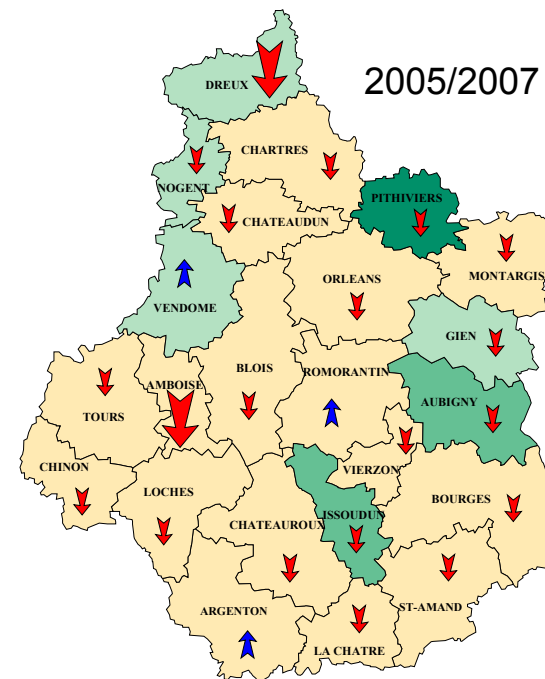 2005/2007
DREUX
CHARTRES
NOGENT
PITHIVIERS
CHATEAUDUN
ORLEANS
MONTARGIS
VENDOME
GIEN
BLOIS
ROMORANTIN
AMBOISE
AUBIGNY
TOURS
CHINON
VIERZON
LOCHES
BOURGES
ISSOUDUN
CHATEAUROUX
ARGENTON
ST-AMAND
LA CHATRE